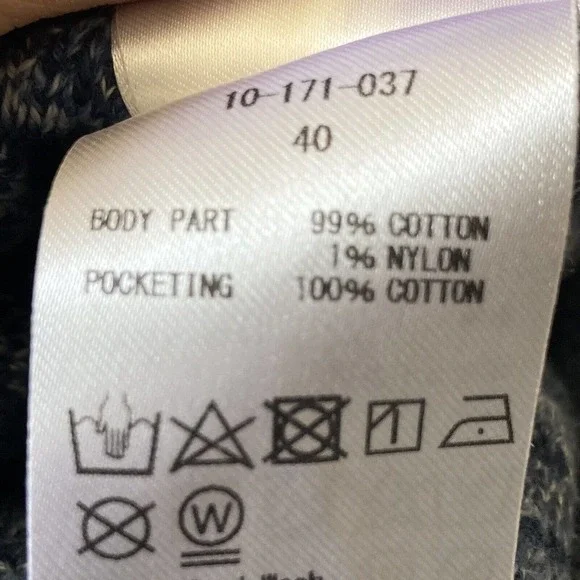 10-171-037
40
BODY PART 99% COTTON
1% NYLON
POCKETING 100% COTTON
W